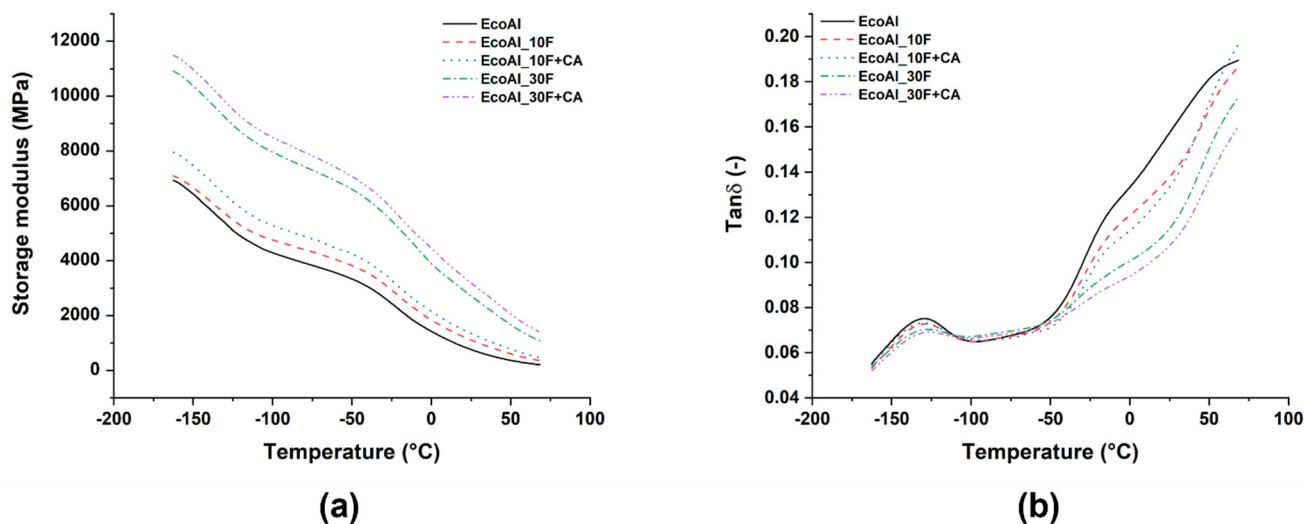 EcoAl
EcoAl_10F
EcoAl_10F+CA
EcoAl_30F
EcoAl_30F+CA
12000
10000
8000
6000
4000
2000
0
Storage modulus (MPa)
-200
-150
-100
-50
0
50
100
Temperature (°C)
(a)
EcoAl
EcoAl_10F
EcoAl_10F+CA
EcoAl_30F
EcoAl_30F+CA
0.20
0.18
0.16
0.14
0.12
0.10
0.08
0.06
0.04
Tanδ (-)
-200
-150
-100
-50
0
50
100
Temperature (°C)
(b)